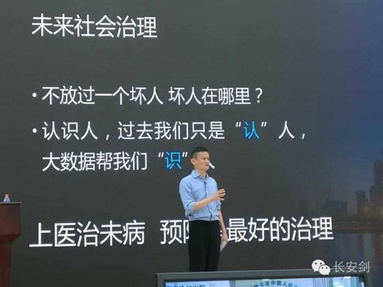 未来社会治理
• 不放过一个坏人 坏人在哪里？
• 认识人，过去我们只是“认”人，
大数据帮我们“识”
上医治未病 预防 最好的治理
长安剑